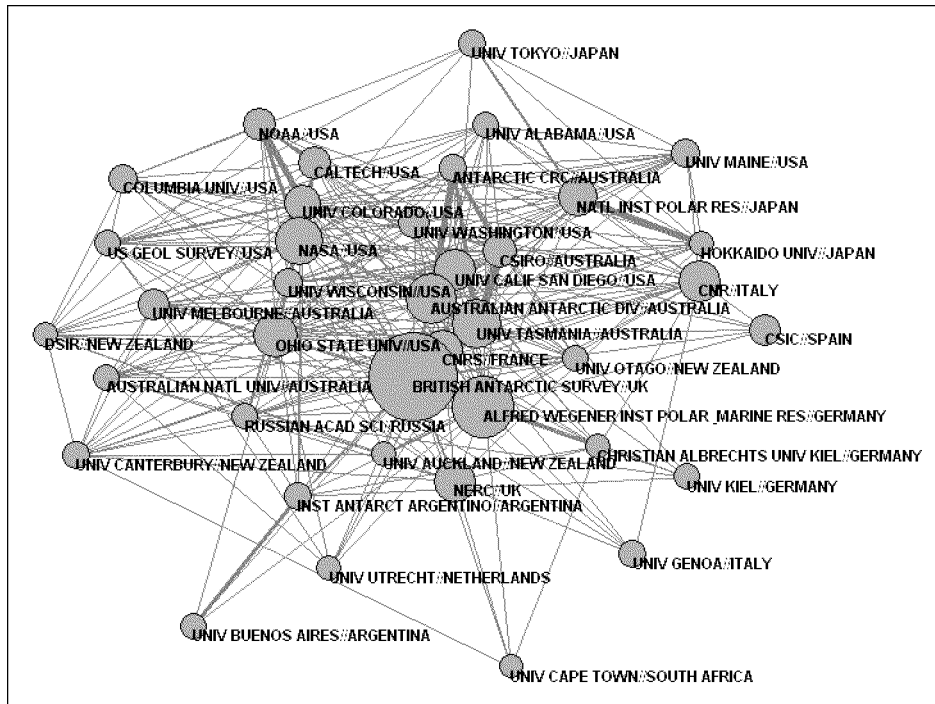 UNIV TOKYO//JAPAN
NOAA//USA
UNIV ALABAMA//USA
CALTECH//USA
UNIV MAINE//USA
ANTARCTIC CRC//AUSTRALIA
COLUMBIA UNIV//USA
NATL INST POLAR RES//JAPAN
UNIV COLORADO//USA
UNIV WASHINGTON//USA
US GEOL SURVEY//USA
NASA//USA
HOKKAIDO UNIV//JAPAN
CSIRO//AUSTRALIA
UNIV CALIF SAN DIEGO//USA
UNIV WISCONSIN//USA
CNR//ITALY
AUSTRALIAN ANTARCTIC DIV//AUSTRALIA
UNIV MELBOURNE//AUSTRALIA
UNIV TASMANIA//AUSTRALIA
CSIC//SPAIN
DSIR//NEW ZEALAND
OHIO STATE UNIV//USA
CNRS//FRANCE
UNIV OTAGO//NEW ZEALAND
AUSTRALIAN NATL UNIV//AUSTRALIA
BRITISH ANTARCTIC SURVEY//UK
ALFRED WEGENER INST POLAR_MARINE RES//GERMANY
RUSSIAN ACAD SCI//RUSSIA
CHRISTIAN ALBRECHTS UNIV KIEL//GERMANY
UNIV CANTERBURY//NEW ZEALAND
UNIV AUCKLAND//NEW ZEALAND
UNIV KIEL//GERMANY
NERC//UK
INST ANTARCT ARGENTINO//ARGENTINA
UNIV GENOA//ITALY
UNIV UTRECHT//NETHERLANDS
UNIV BUENOS AIRES//ARGENTINA
UNIV CAPE TOWN//SOUTH AFRICA